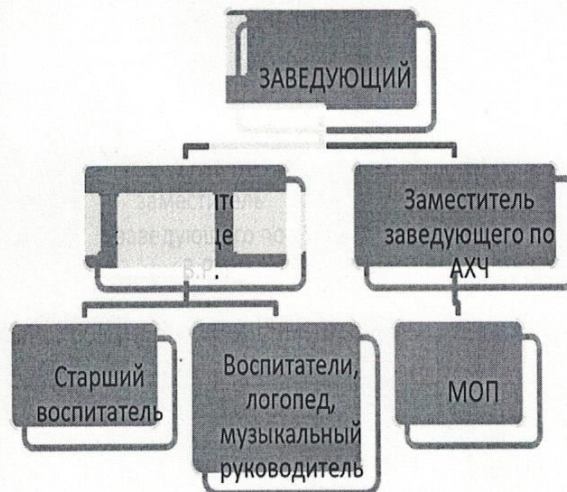 ЗАВЕДУЮЩИЙ
заместитель
заведующего по
В.Р.
Заместитель
заведующего по
АХЧ
Старший
воспитатель
Воспитатели,
логопед,
музыкальный
руководитель
МОП